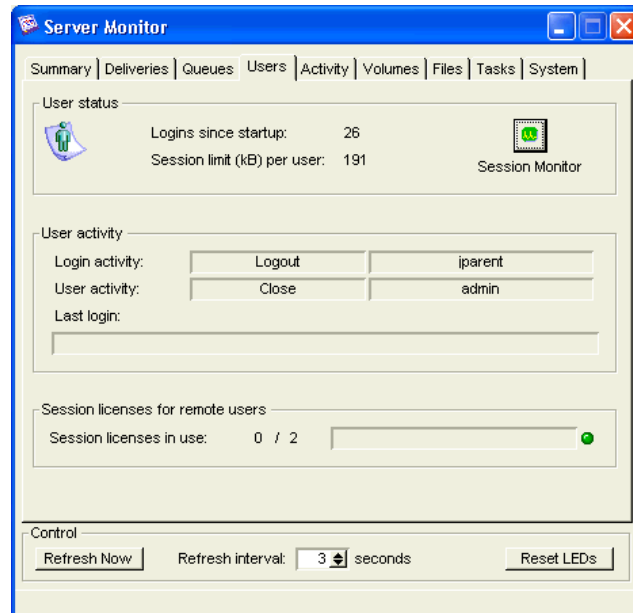 Server Monitor
Summary Deliveries Queues Users Activity Volumes Files Tasks System
User status
Logins since startup: 26
Session limit (kB) per user: 191
Session Monitor
User activity
Login activity: Logout jparent
User activity: Close admin
Last login:
Session licenses for remote users
Session licenses in use: 0 / 2
Control
Refresh Now Refresh interval: 3 seconds Reset LEDs